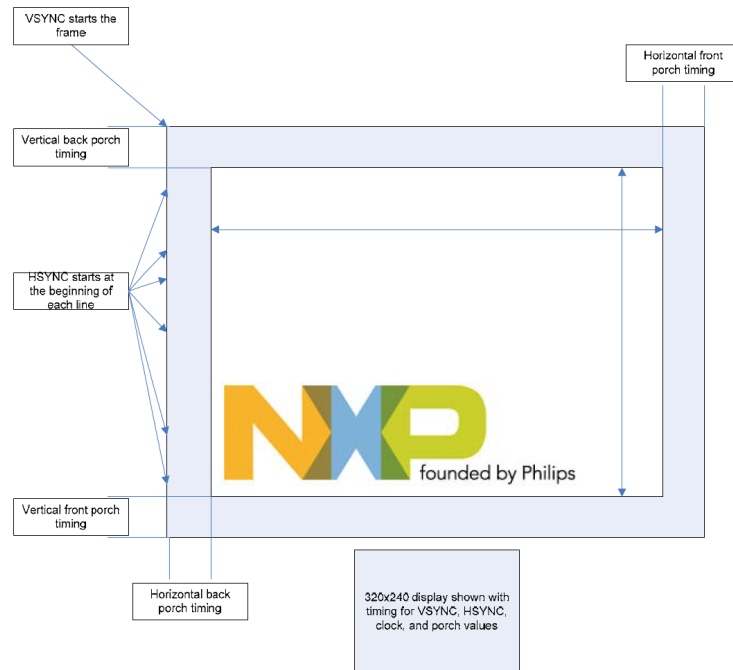 VSYNC starts the
frame
Horizontal front
porch timing
Vertical back porch
timing
HSYNC starts at
the beginning of
each line
NXP
founded by Philips
Vertical front porch
timing
Horizontal back
porch timing
320x240 display shown with
timing for VSYNC, HSYNC,
clock, and porch values